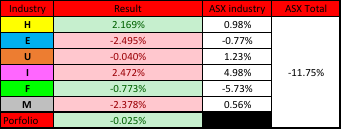 Industry Result ASX industry ASX Total
H 2.169% 0.98%
E -2.495% -0.77%
U -0.040% 1.23%
I 2.472% 4.98% -11.75%
F -0.773% -5.73%
M -2.378% 0.56%
Porfolio -0.025%